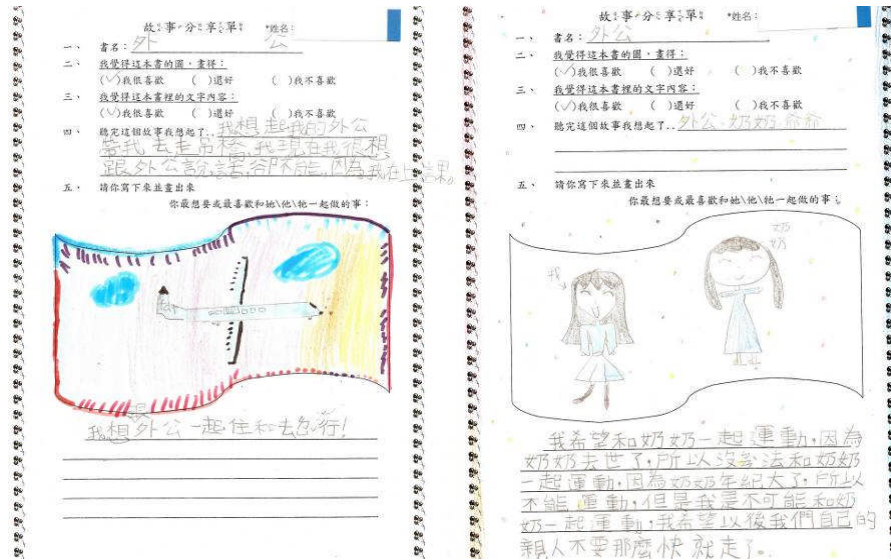 故事分享單 *姓名:
一、 書名:外 公
二、 我覺得這本書的圖,畫得:
(✓)我很喜歡 ( )還好 ( )我不喜歡
三、 我覺得這本書裡的文字內容:
(✓)我很喜歡 ( )還好 ( )我不喜歡
四、 聽完這個故事我想起了..我想起我的外公
帶我去走吊橋,我現在我很想
跟外公說話,卻不能,因為我在上課。
五、 請你寫下來並畫出來
你最想要或最喜歡和她\他\牠一起做的事:
我想跟外公一起住和去旅行!
故事分享單 *姓名:
一、 書名:外公
二、 我覺得這本書的圖,畫得:
(✓)我很喜歡 ( )還好 ( )我不喜歡
三、 我覺得這本書裡的文字內容:
(✓)我很喜歡 ( )還好 ( )我不喜歡
四、 聽完這個故事我想起了..外公、奶奶、爺爺
五、 請你寫下來並畫出來
你最想要或最喜歡和她\他\牠一起做的事:
奶奶
我
我希望和奶奶一起運動,因為
奶奶去世了,所以沒辦法和奶奶
一起運動,因為奶奶年紀大了,所以
不能運動,但是我是不可能和奶
奶一起運動,我希望以後我們自己的
親人不要那麼快就走了。